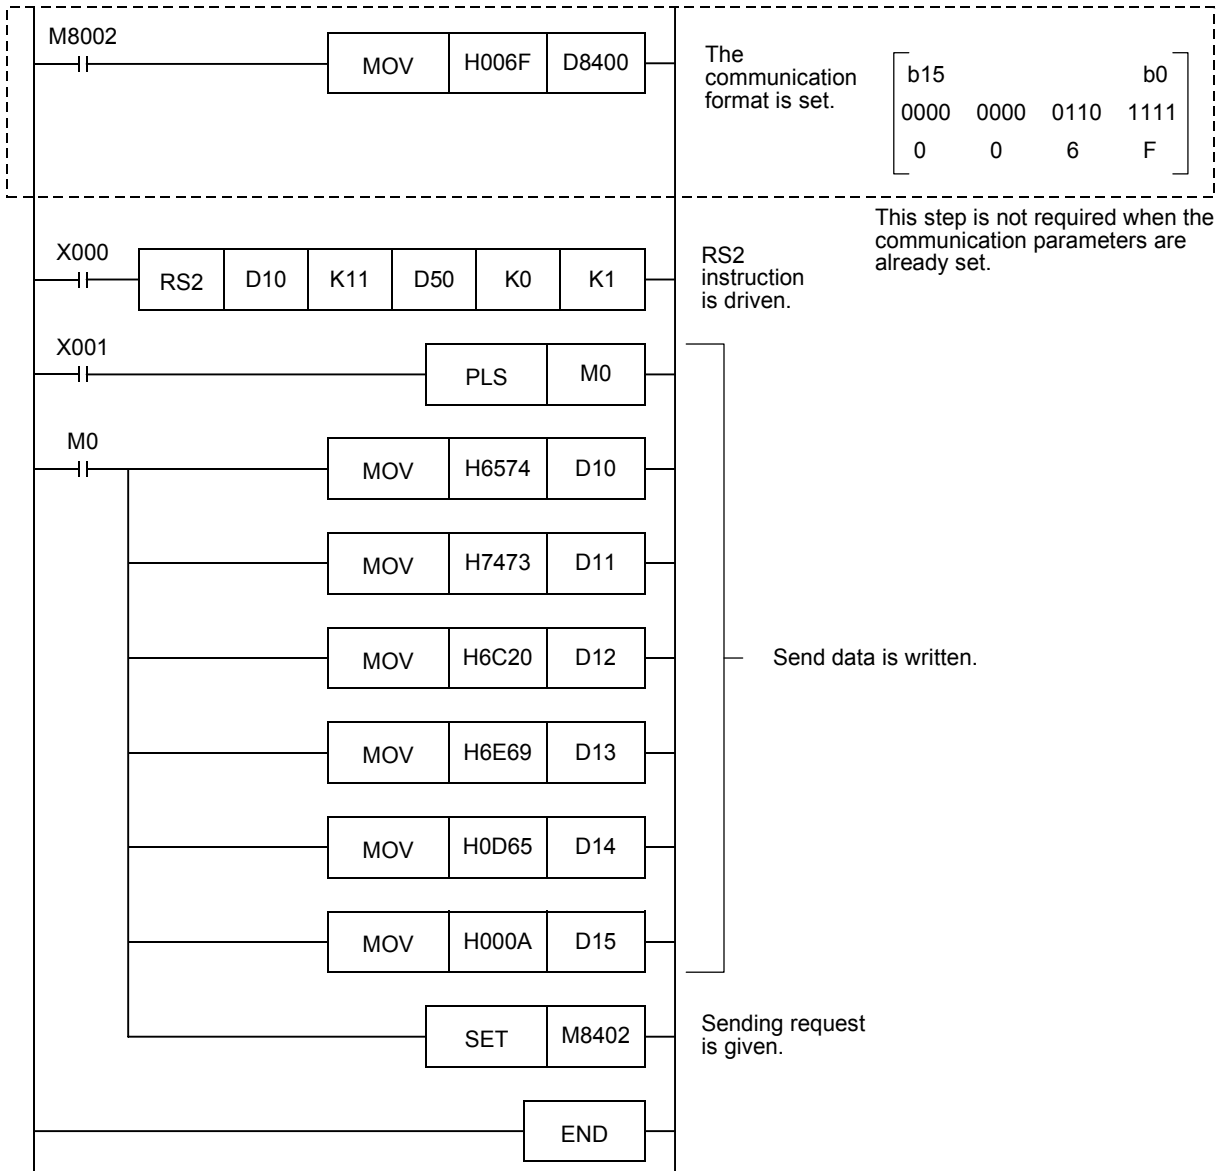 M8002
MOV H006F D8400
The
communication
format is set.
b15 b0
0000 0000 0110 1111
0 0 6 F
This step is not required when the
communication parameters are
already set.
X000
RS2 D10 K11 D50 K0 K1
RS2
instruction
is driven.
X001
PLS M0
M0
MOV H6574 D10
MOV H7473 D11
MOV H6C20 D12
Send data is written.
MOV H6E69 D13
MOV H0D65 D14
MOV H000A D15
SET M8402
Sending request
is given.
END